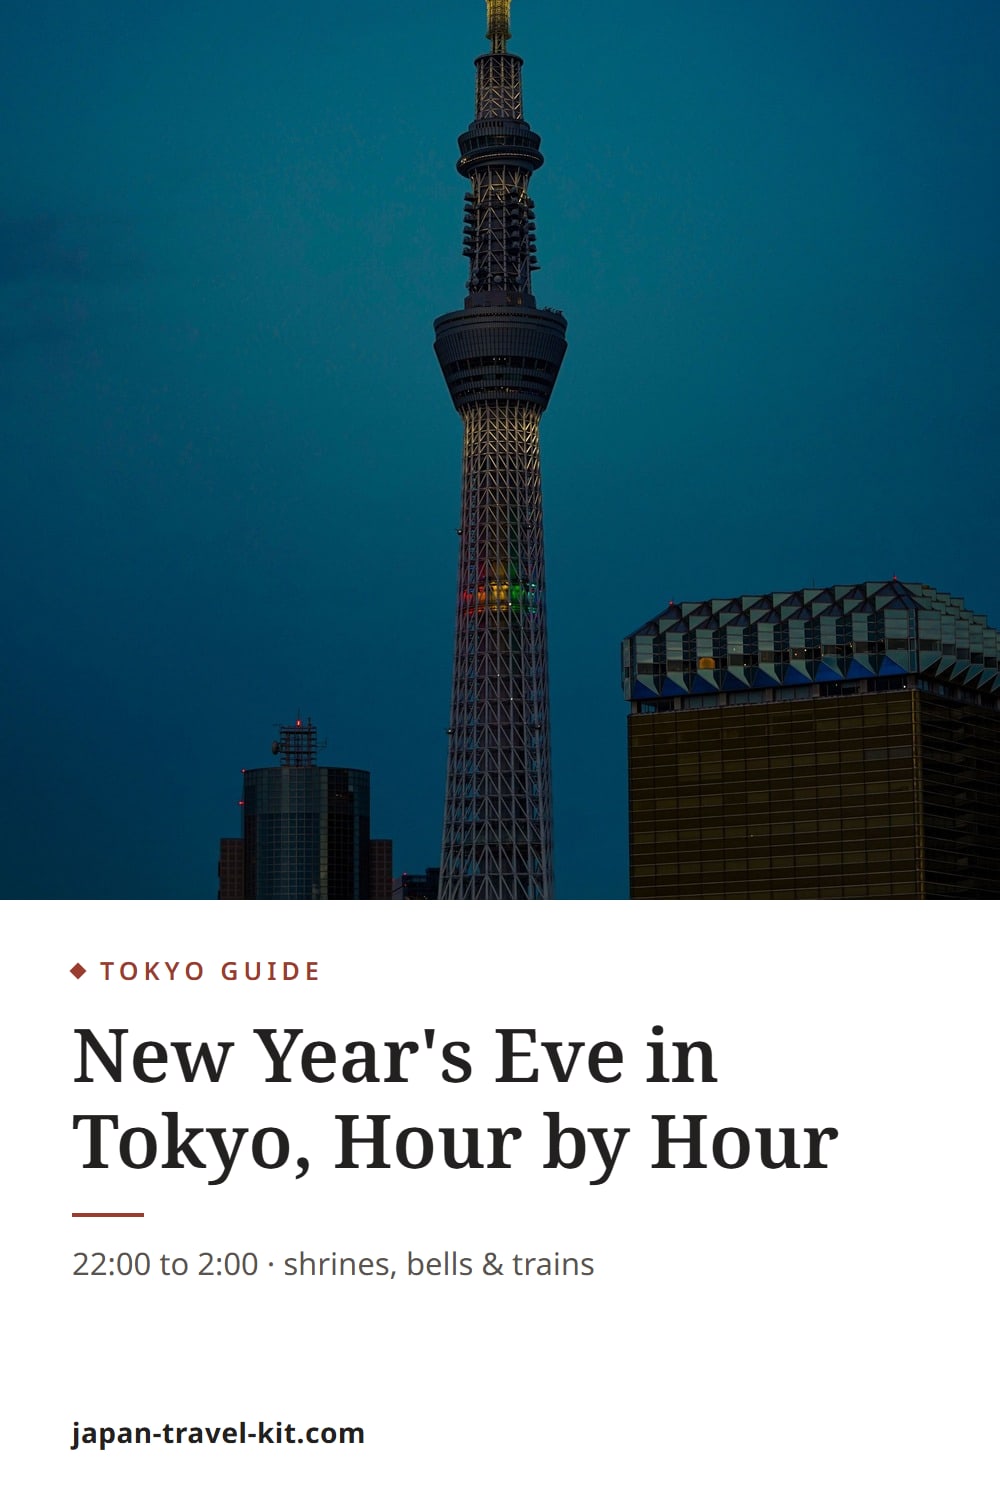 TOKYO GUIDE
New Year's Eve in
Tokyo, Hour by Hour
22:00 to 2:00 · shrines, bells & trains
japan-travel-kit.com